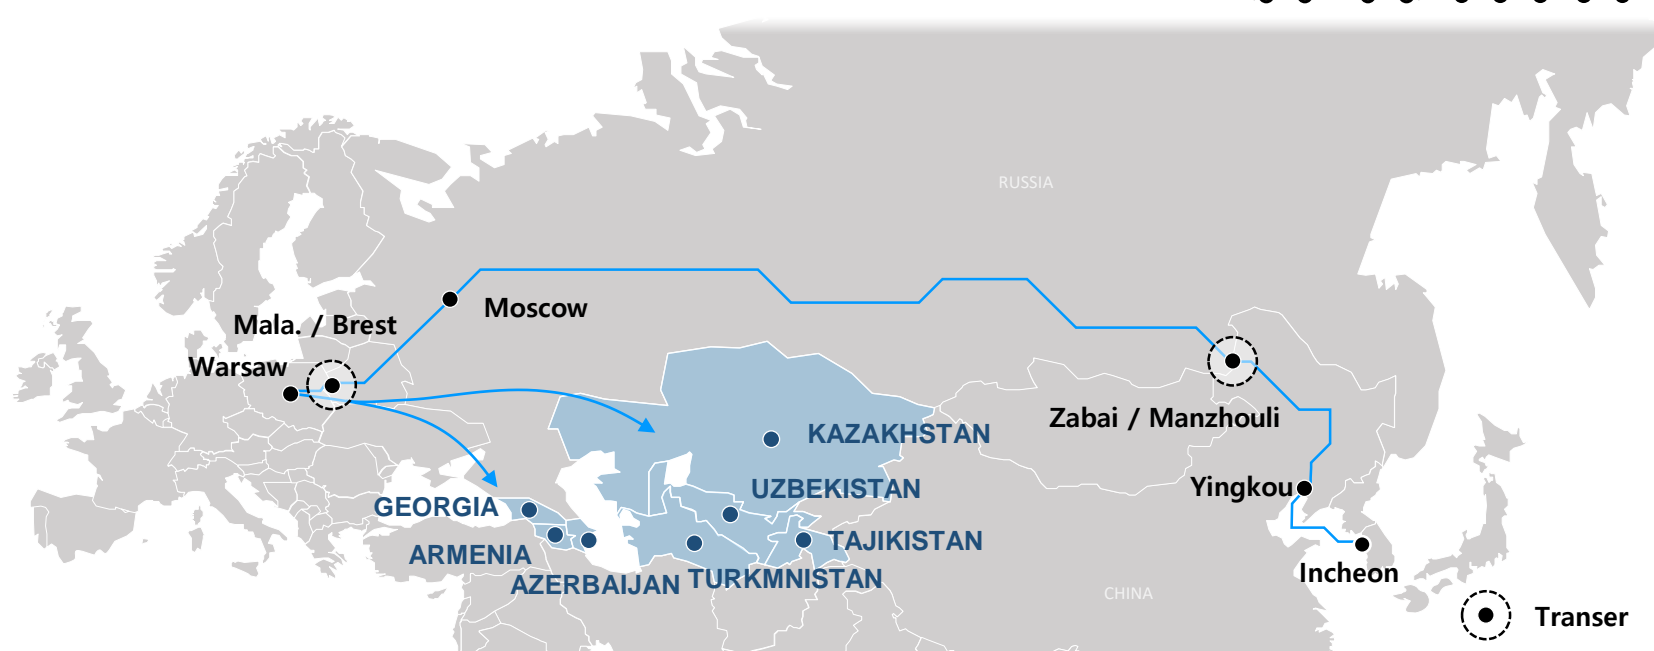 RUSSIA
Moscow
Mala. / Brest
Warsaw
Zabai / Manzhouli
KAZAKHSTAN
Yingkou
UZBEKISTAN
GEORGIA
TAJIKISTAN
ARMENIA
Incheon
AZERBAIJAN
TURKMNISTAN
CHINA
Transer